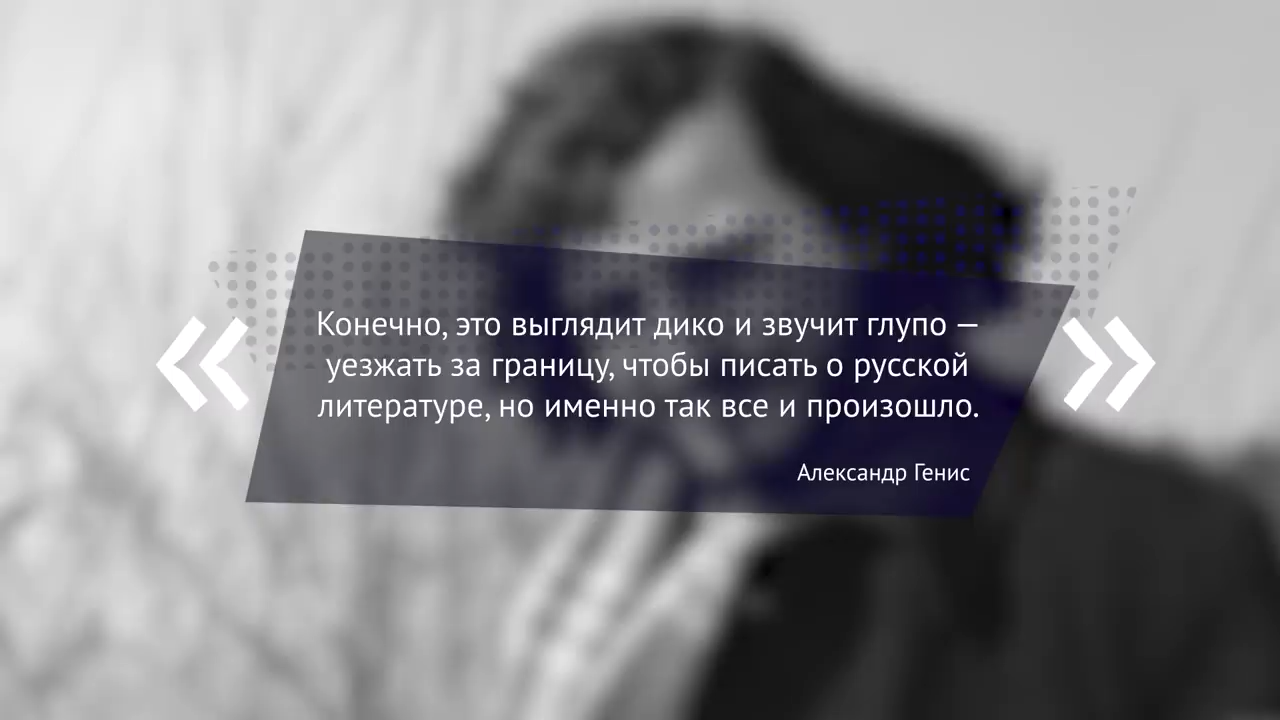 Конечно, это выглядит дико и звучит глупо —
уезжать за границу, чтобы писать о русской
литературе, но именно так все и произошло.
Александр Генис